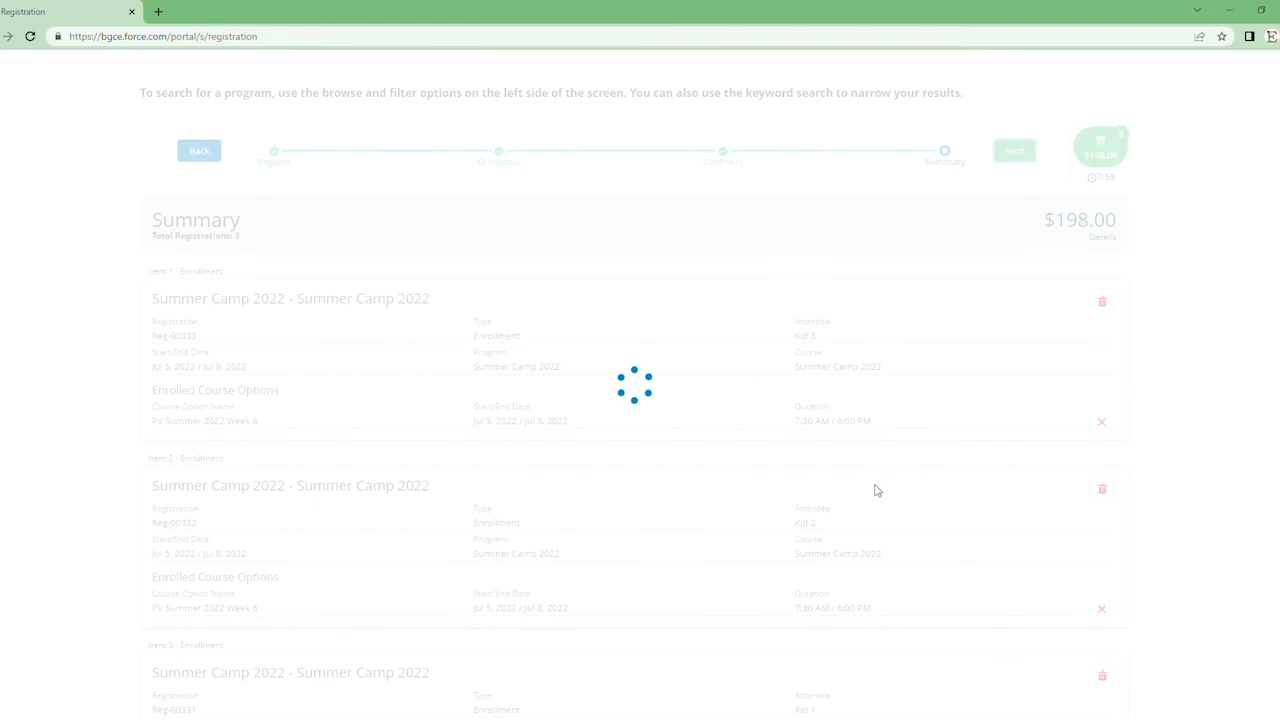 Registration
https://bgce.force.com/portal/s/registration
To search for a program, use the browse and filter options on the left side of the screen. You can also use the keyword search to narrow your results.
Back
Register
Questions
Contracts
Summary
Next
3
$198.00
7:59
Summary
$198.00
Total Registrations: 3
Details
Item 1 - Enrollment
Summer Camp 2022 - Summer Camp 2022
Registration Type Attendee
Reg-00333 Enrollment Kid 3
Start/End Date Program Course
Jul 5, 2022 / Jul 8, 2022 Summer Camp 2022 Summer Camp 2022
Enrolled Course Options
Course Option Name Start/End Date Duration
PV Summer 2022 Week 6 Jul 5, 2022 / Jul 8, 2022 7:30 AM / 6:00 PM
Item 2 - Enrollment
Summer Camp 2022 - Summer Camp 2022
Registration Type Attendee
Reg-00332 Enrollment Kid 2
Start/End Date Program Course
Jul 5, 2022 / Jul 8, 2022 Summer Camp 2022 Summer Camp 2022
Enrolled Course Options
Course Option Name Start/End Date Duration
PV Summer 2022 Week 6 Jul 5, 2022 / Jul 8, 2022 7:30 AM / 6:00 PM
Item 3 - Enrollment
Summer Camp 2022 - Summer Camp 2022
Registration Type Attendee
Reg-00331 Enrollment Kid 1